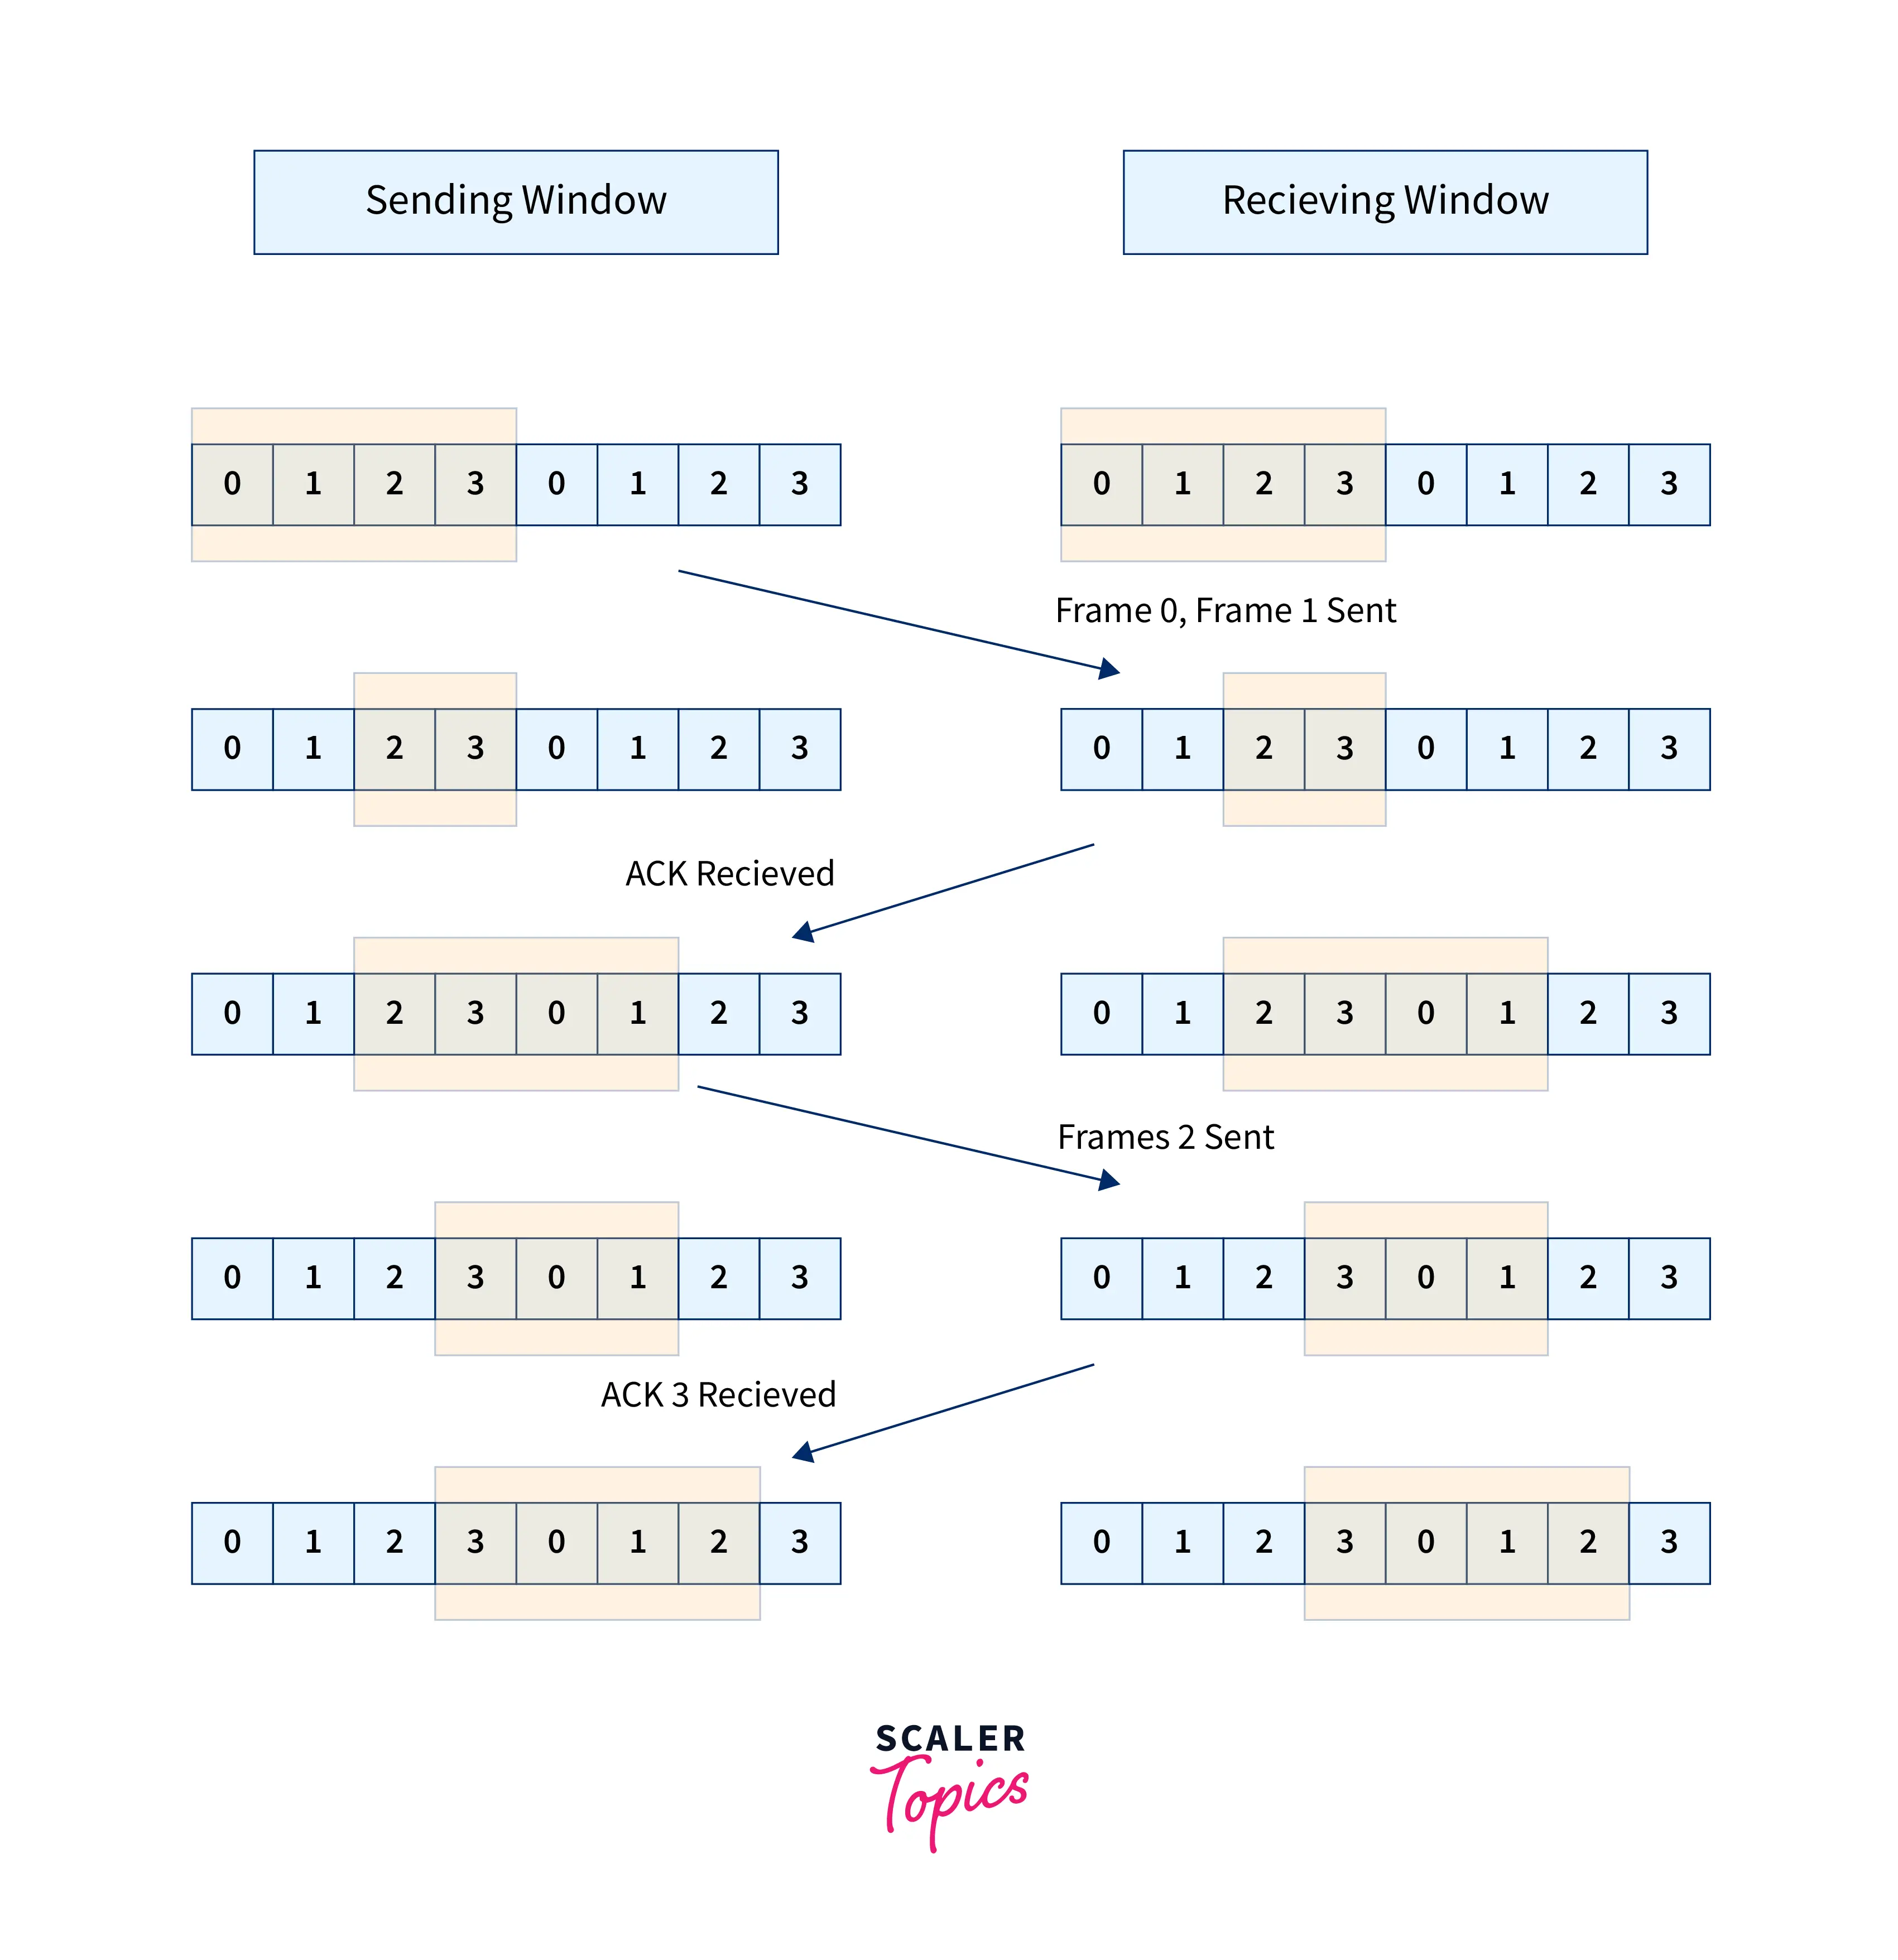 Sending Window
Recieving Window
0 1 2 3 0 1 2 3
0 1 2 3 0 1 2 3
Frame 0, Frame 1 Sent
0 1 2 3 0 1 2 3
0 1 2 3 0 1 2 3
ACK Recieved
0 1 2 3 0 1 2 3
0 1 2 3 0 1 2 3
Frames 2 Sent
0 1 2 3 0 1 2 3
0 1 2 3 0 1 2 3
ACK 3 Recieved
0 1 2 3 0 1 2 3
0 1 2 3 0 1 2 3
SCALER
Topics